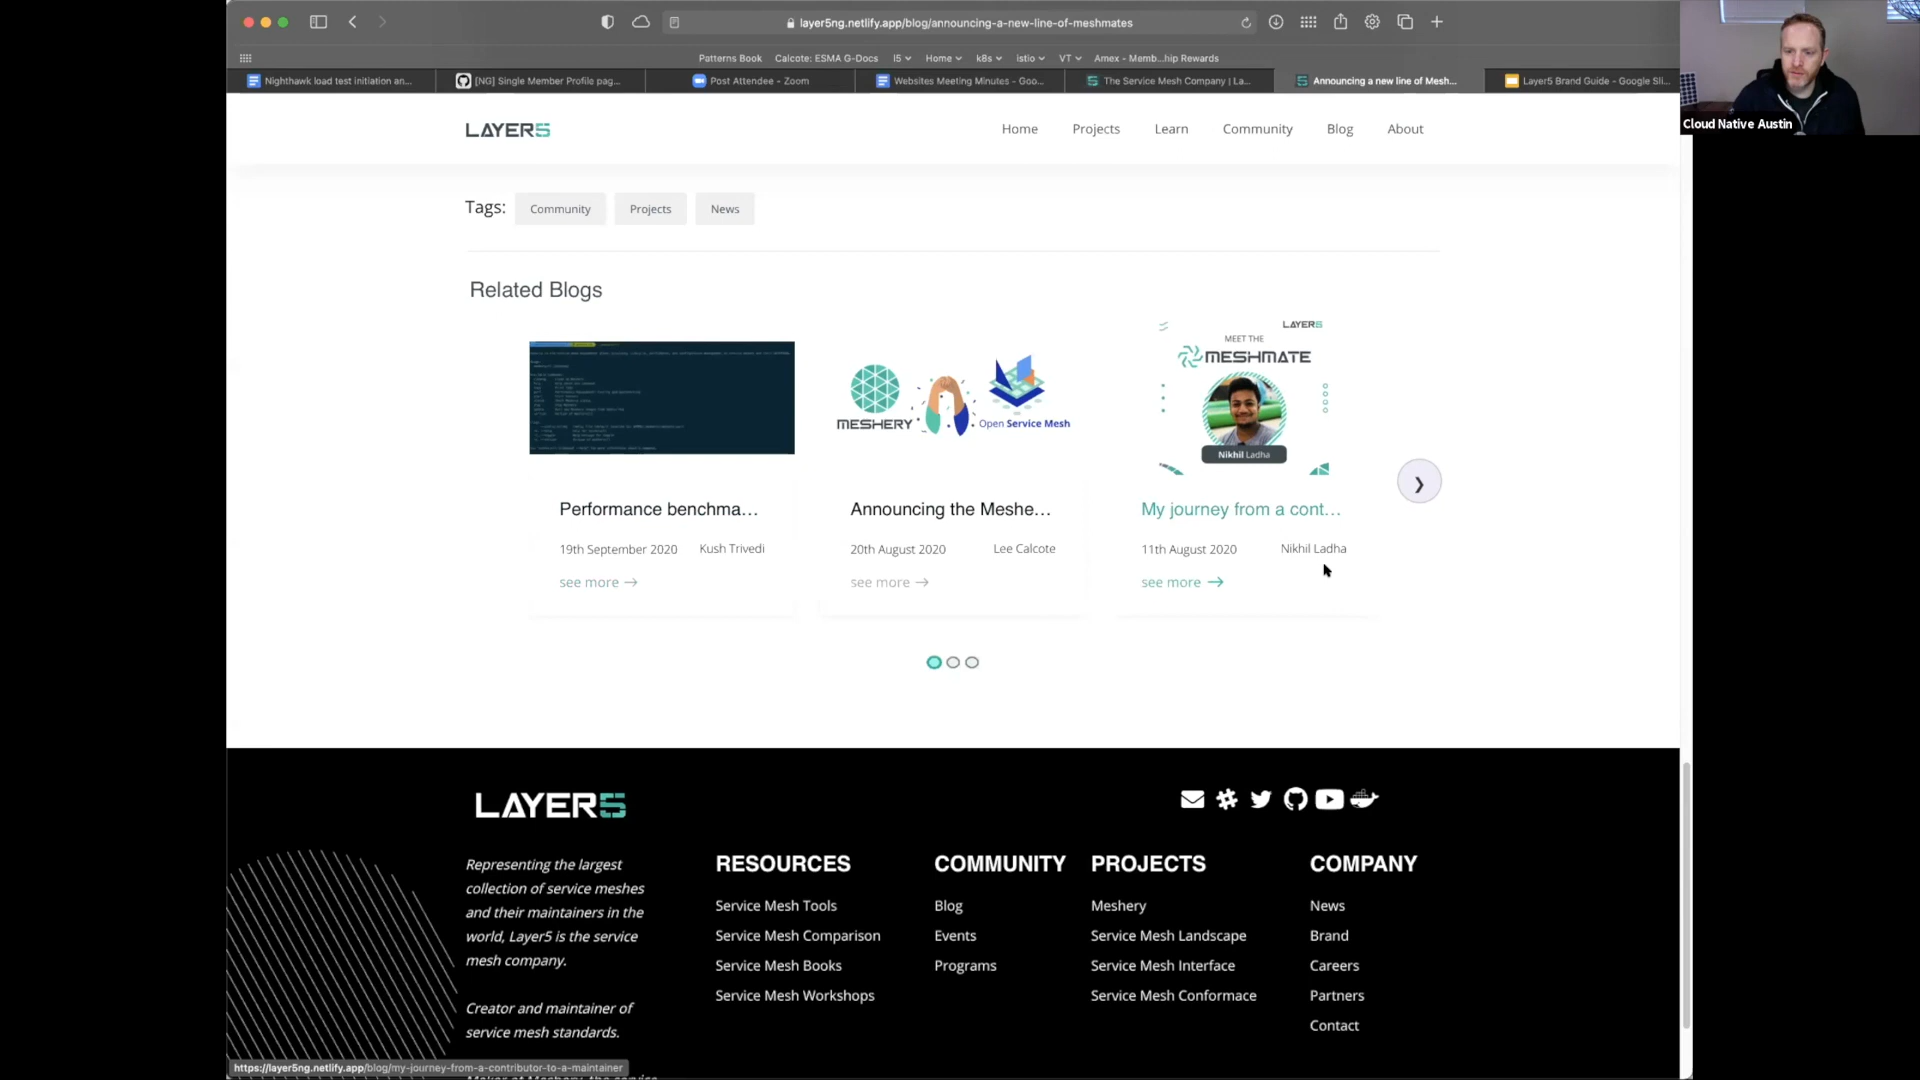 layer5ng.netlify.app/blog/announcing-a-new-line-of-meshmates
Patterns Book
Calcote: ESMA G-Docs
l5
Home
k8s
istio
VT
Amex - Memb...hip Rewards
Nighthawk load test initiation an...
[NG] Single Member Profile pag...
Post Attendee - Zoom
Websites Meeting Minutes - Goo...
The Service Mesh Company | La...
Announcing a new line of Mesh...
Layer5 Brand Guide - Google Sli...
Cloud Native Austin
LAYER5
Home
Projects
Learn
Community
Blog
About
Tags:
Community
Projects
News
Related Blogs
MESHERY
Open Service Mesh
LAYER5
MEET THE
MESHMATE
Nikhil Ladha
Performance benchma...
19th September 2020
Kush Trivedi
see more →
Announcing the Meshe...
20th August 2020
Lee Calcote
see more →
My journey from a cont...
11th August 2020
Nikhil Ladha
see more →
LAYER5
Representing the largest
collection of service meshes
and their maintainers in the
world, Layer5 is the service
mesh company.
Creator and maintainer of
service mesh standards.
RESOURCES
Service Mesh Tools
Service Mesh Comparison
Service Mesh Books
Service Mesh Workshops
COMMUNITY
Blog
Events
Programs
PROJECTS
Meshery
Service Mesh Landscape
Service Mesh Interface
Service Mesh Conformace
COMPANY
News
Brand
Careers
Partners
Contact
https://layer5ng.netlify.app/blog/my-journey-from-a-contributor-to-a-maintainer